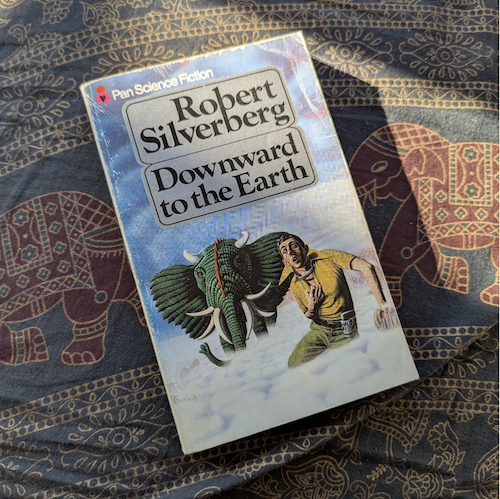 Pan Science Fiction
Robert
Silverberg
Downward
to the Earth